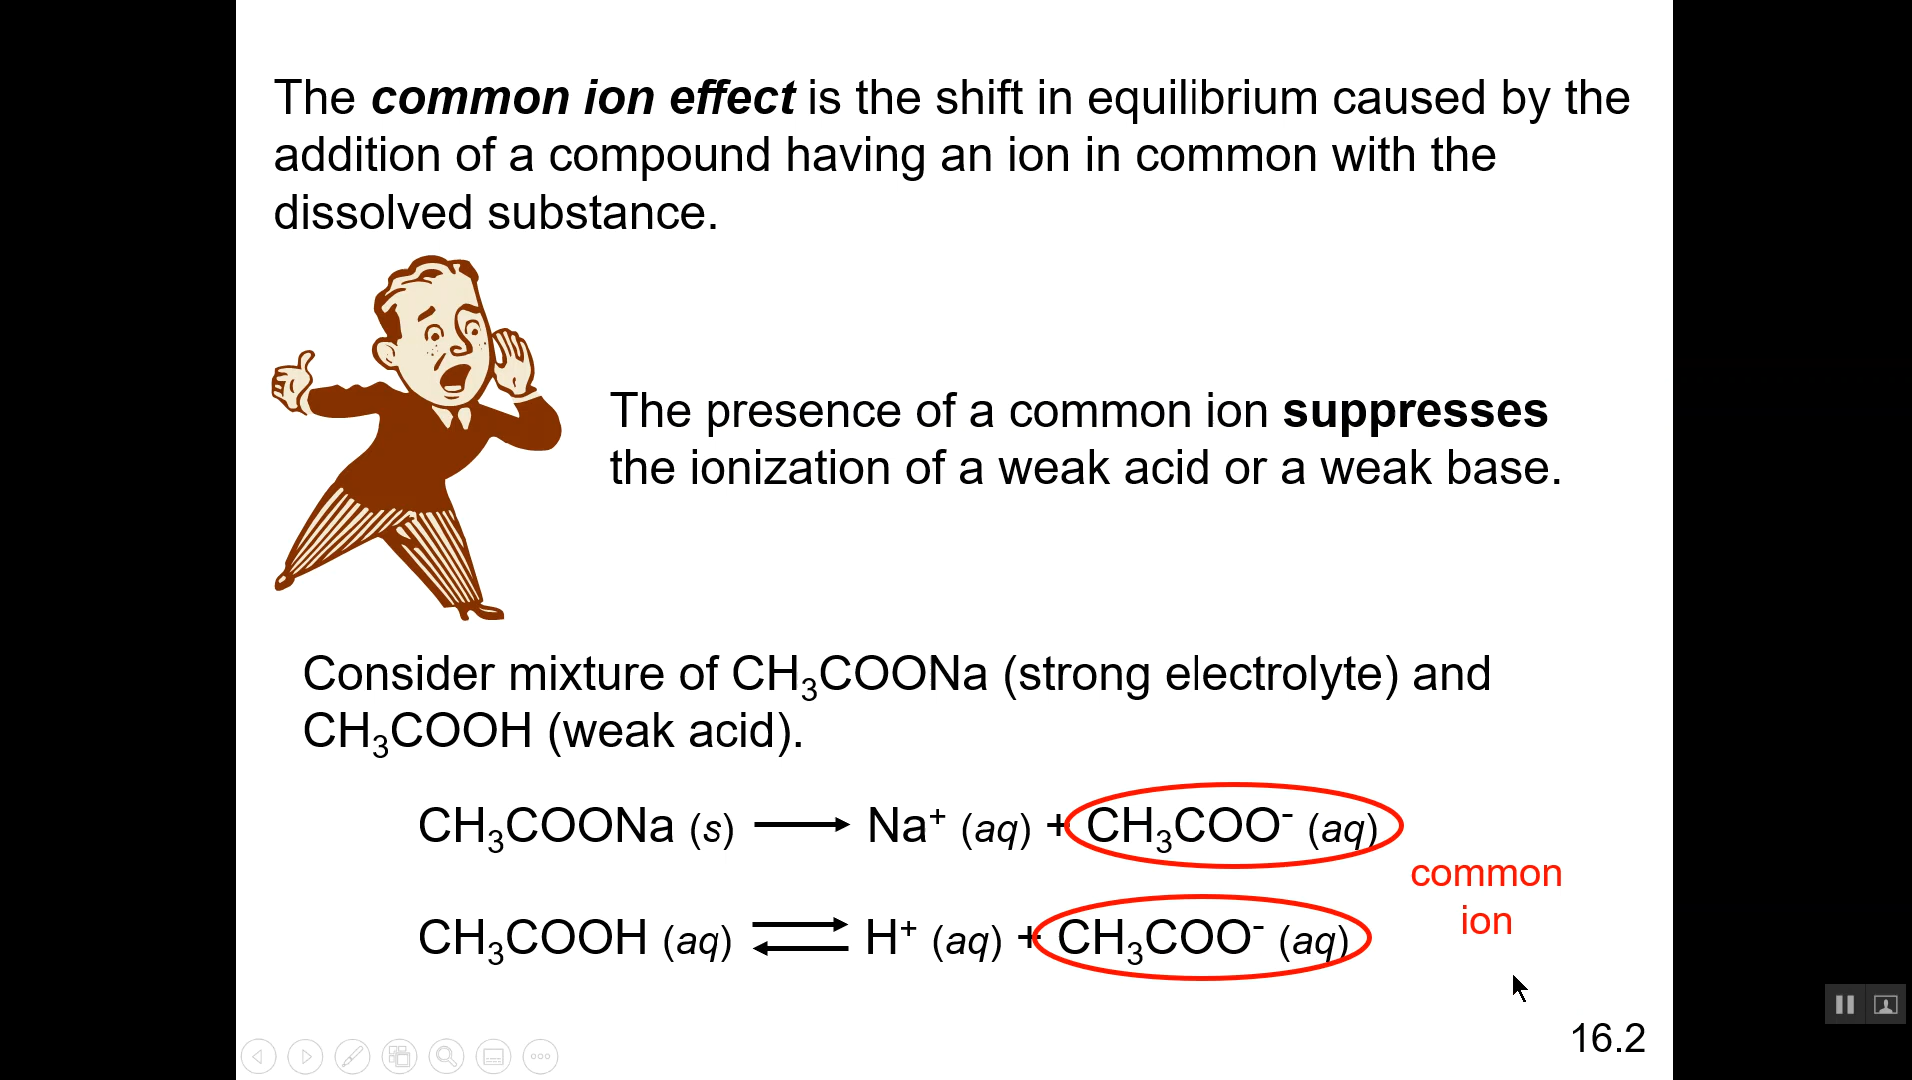 The common ion effect is the shift in equilibrium caused by the
addition of a compound having an ion in common with the
dissolved substance.
The presence of a common ion suppresses
the ionization of a weak acid or a weak base.
Consider mixture of CH₃COONa (strong electrolyte) and
CH₃COOH (weak acid).
CH₃COONa (s) ⟶ Na⁺ (aq) + CH₃COO⁻ (aq)
common
ion
CH₃COOH (aq) ⇌ H⁺ (aq) + CH₃COO⁻ (aq)
16.2